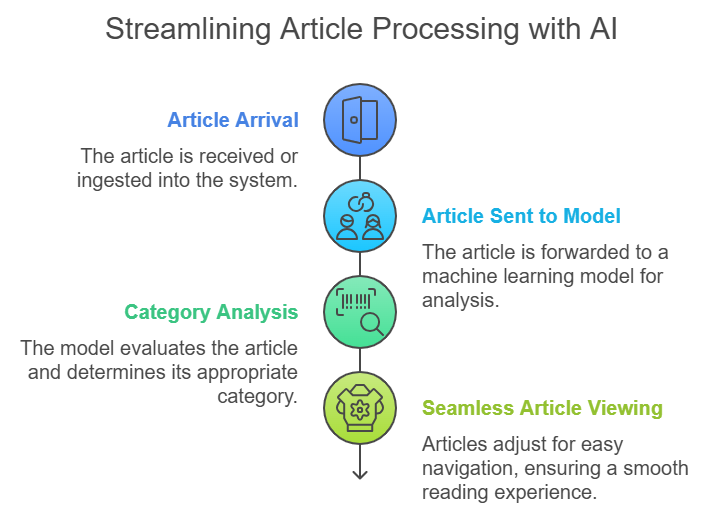 Streamlining Article Processing with AI
Article Arrival
The article is received or
ingested into the system.
Article Sent to Model
The article is forwarded to a
machine learning model for
analysis.
Category Analysis
The model evaluates the article
and determines its appropriate
category.
Seamless Article Viewing
Articles adjust for easy
navigation, ensuring a smooth
reading experience.